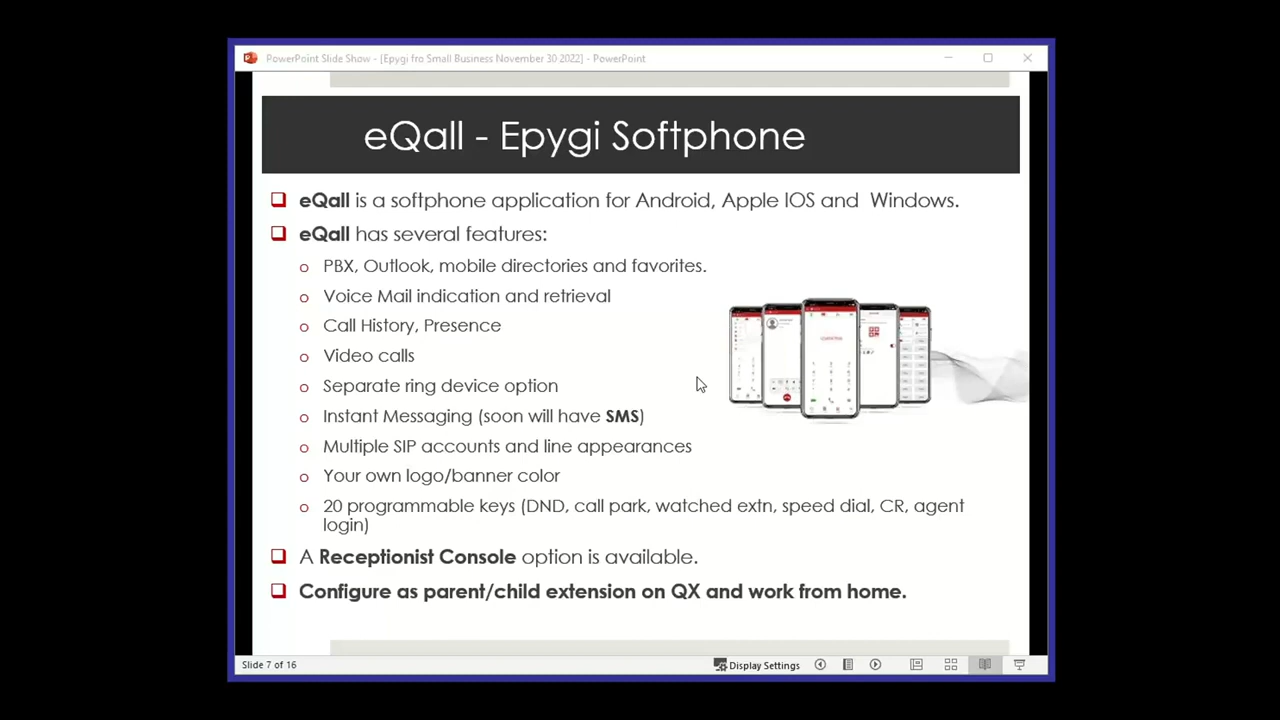 PowerPoint Slide Show - [Epygi fro Small Business November 30 2022] - PowerPoint
eQall - Epygi Softphone
eQall is a softphone application for Android, Apple IOS and Windows.
eQall has several features:
PBX, Outlook, mobile directories and favorites.
Voice Mail indication and retrieval
Call History, Presence
Video calls
Separate ring device option
Instant Messaging (soon will have SMS)
Multiple SIP accounts and line appearances
Your own logo/banner color
20 programmable keys (DND, call park, watched extn, speed dial, CR, agent
login)
A Receptionist Console option is available.
Configure as parent/child extension on QX and work from home.
Slide 7 of 16
Display Settings